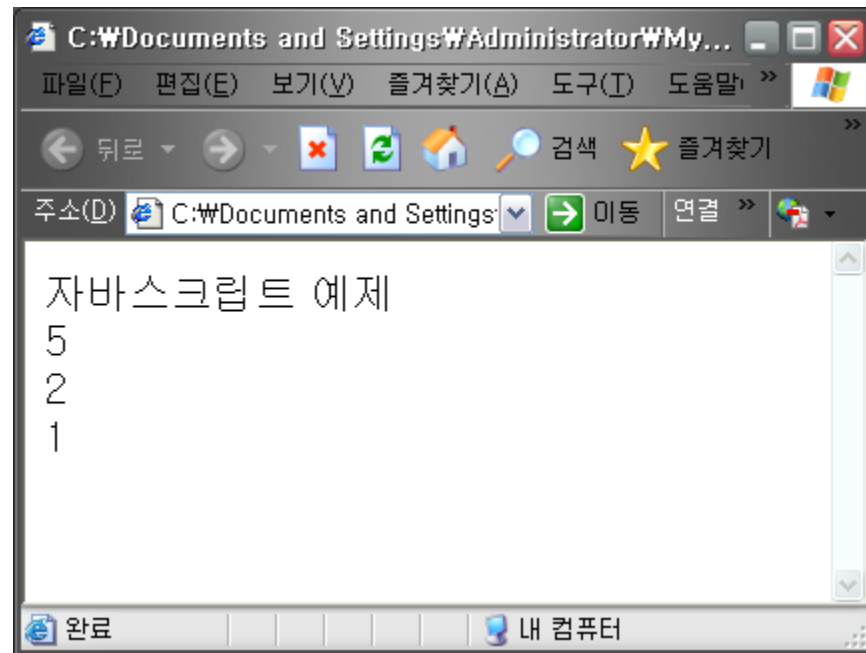 C:₩Documents and Settings₩Administrator₩My...
파일(F) 편집(E) 보기(V) 즐겨찾기(A) 도구(T) 도움말 »
뒤로 검색 즐겨찾기 »
주소(D) C:₩Documents and Settings 이동 연결 »
자바스크립트 예제
5
2
1
완료 내 컴퓨터